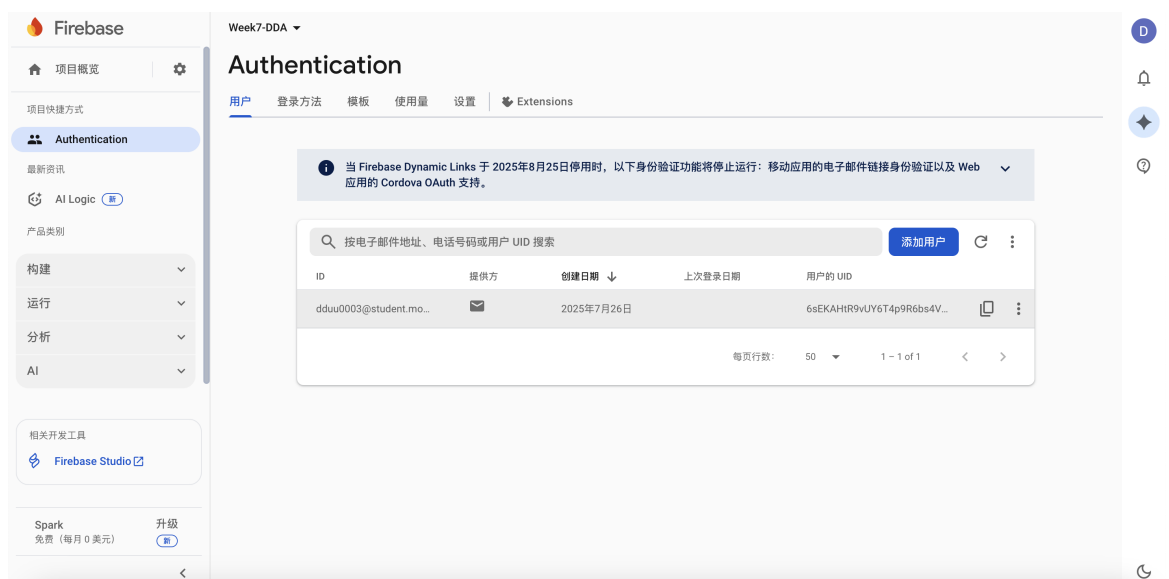 Firebase
Week7-DDA
D
项目概览
Authentication
用户 登录方法 模板 使用量 设置 Extensions
项目快捷方式
Authentication
最新资讯
AI Logic 新
产品类别
构建
运行
分析
AI
相关开发工具
Firebase Studio
Spark
免费（每月 0 美元）
升级
新
当 Firebase Dynamic Links 于 2025年8月25日停用时，以下身份验证功能将停止运行：移动应用的电子邮件链接身份验证以及 Web
应用的 Cordova OAuth 支持。
按电子邮件地址、电话号码或用户 UID 搜索
添加用户
ID 提供方 创建日期 上次登录日期 用户的 UID
dduu0003@student.mo... 2025年7月26日 6sEKAHtR9vUY6T4p9R6bs4V...
每页行数： 50 1 – 1 of 1